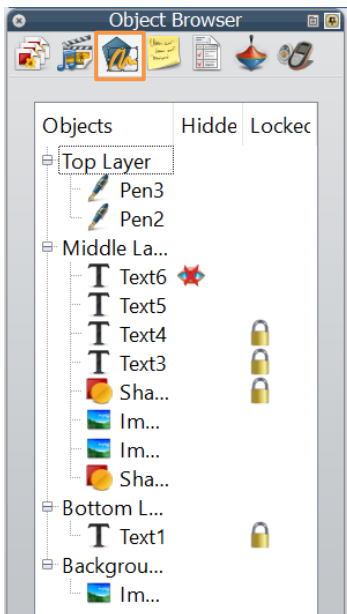 Object Browser
Objects Hidde Locked
Top Layer
Pen3
Pen2
Middle La...
Text6
Text5
Text4
Text3
Sha...
Im...
Im...
Sha...
Bottom L...
Text1
Backgrou...
Im...